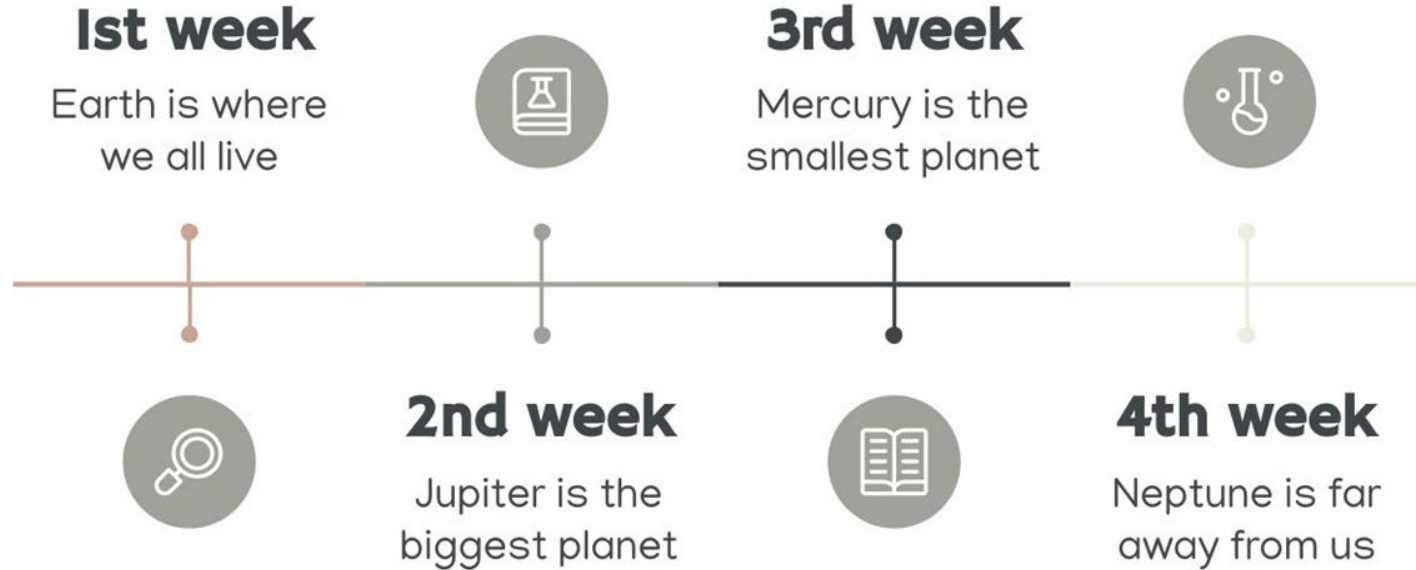 1st week
Earth is where
we all live
2nd week
Jupiter is the
biggest planet
3rd week
Mercury is the
smallest planet
4th week
Neptune is far
away from us